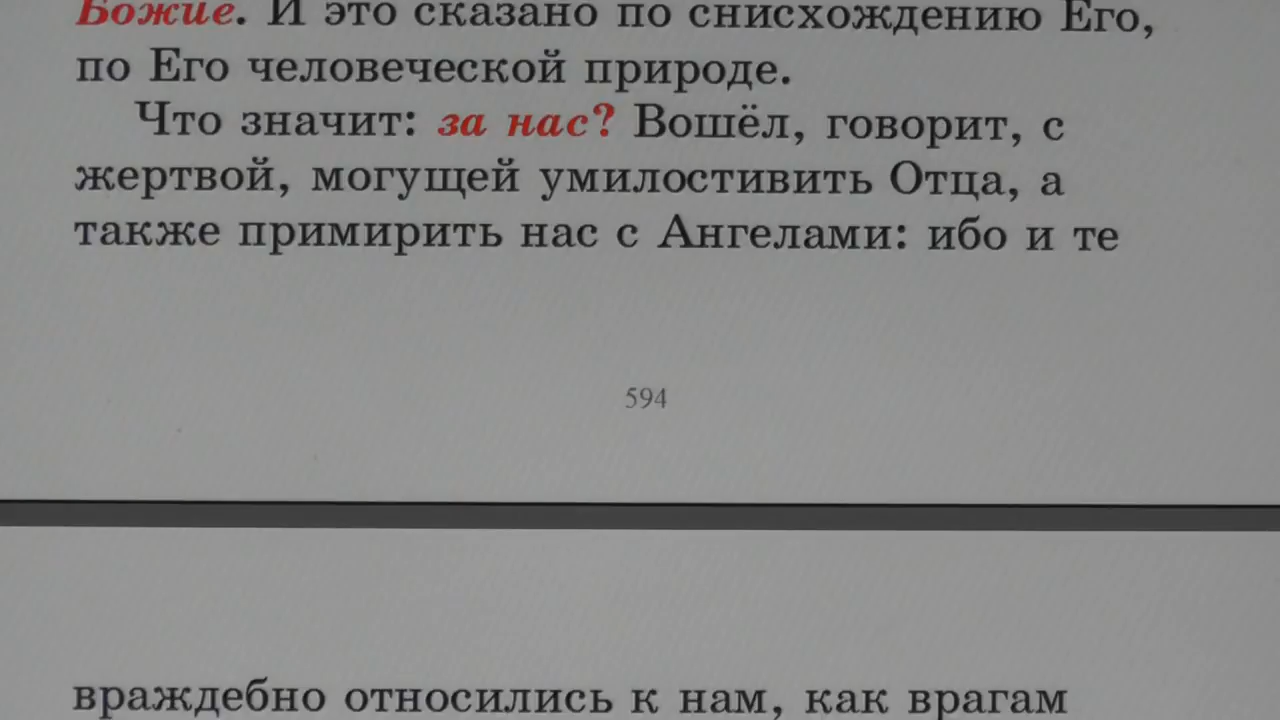 Божие. И это сказано по снисхождению Его,
по Его человеческой природе.
Что значит: за нас? Вошёл, говорит, с
жертвой, могущей умилостивить Отца, а
также примирить нас с Ангелами: ибо и те
594
враждебно относились к нам, как врагам